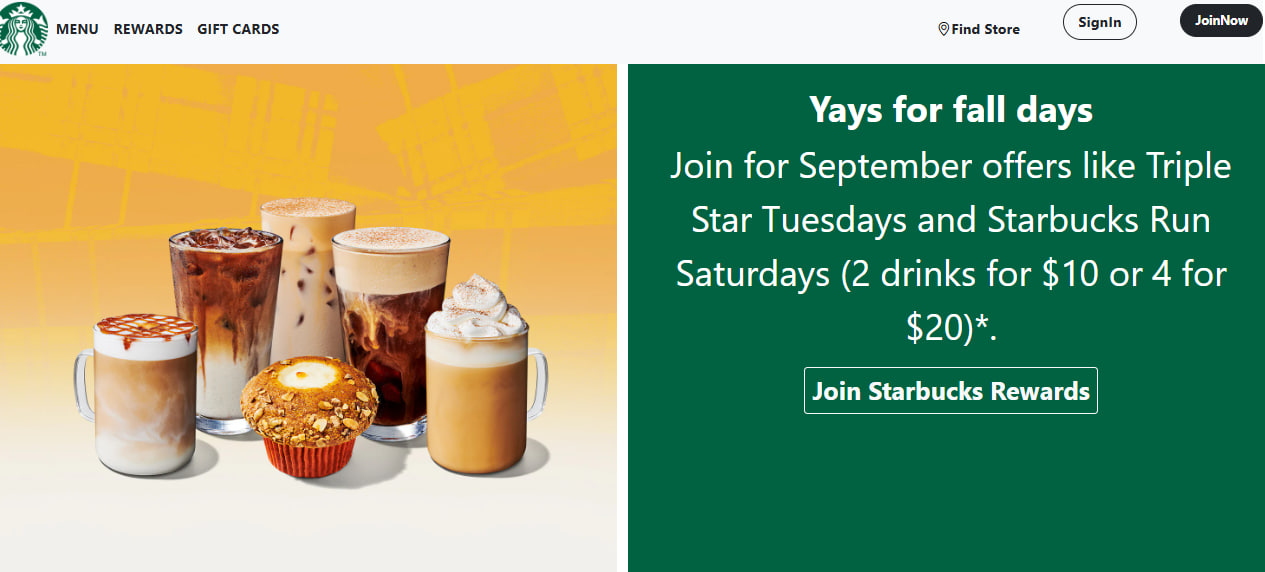 MENU REWARDS GIFT CARDS Find Store SignIn JoinNow
TM
Yays for fall days
Join for September offers like Triple
Star Tuesdays and Starbucks Run
Saturdays (2 drinks for $10 or 4 for
$20)*.
Join Starbucks Rewards